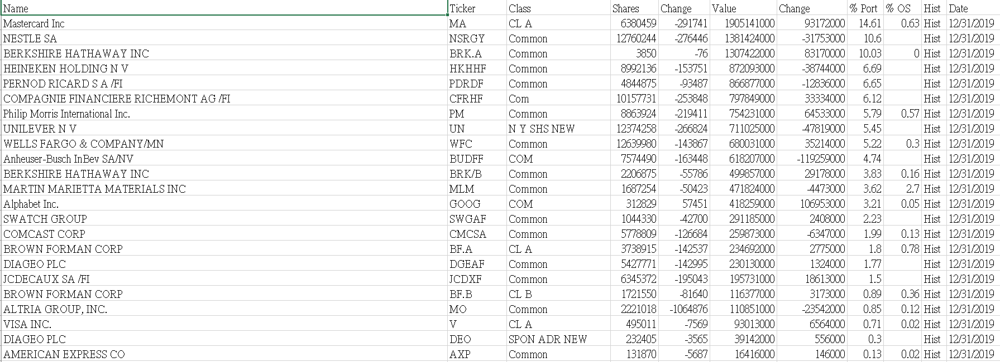 Name Ticker Class Shares Change Value Change % Port % OS Hist Date
Mastercard Inc MA CL A 6380459 -291741 1905141000 93172000 14.61 0.63 Hist 12/31/2019
NESTLE SA NSRGY Common 12760244 -276446 1381424000 -31753000 10.6 Hist 12/31/2019
BERKSHIRE HATHAWAY INC BRK.A Common 3850 -76 1307422000 83170000 10.03 0 Hist 12/31/2019
HEINEKEN HOLDING N V HKHHF Common 8992136 -153751 872093000 -38744000 6.69 Hist 12/31/2019
PERNOD RICARD S A /FI PDRDF Common 4844875 -93487 866877000 -12836000 6.65 Hist 12/31/2019
COMPAGNIE FINANCIERE RICHEMONT AG /FI CFRHF Com 10157731 -253848 797849000 33334000 6.12 Hist 12/31/2019
Philip Morris International Inc. PM Common 8863924 -219411 754231000 64533000 5.79 0.57 Hist 12/31/2019
UNILEVER N V UN N Y SHS NEW 12374258 -266824 711025000 -47819000 5.45 Hist 12/31/2019
WELLS FARGO & COMPANY/MN WFC Common 12639980 -143867 680031000 35214000 5.22 0.3 Hist 12/31/2019
Anheuser-Busch InBev SA/NV BUDFF COM 7574490 -163448 618207000 -119259000 4.74 Hist 12/31/2019
BERKSHIRE HATHAWAY INC BRK/B Common 2206875 -55786 499857000 29178000 3.83 0.16 Hist 12/31/2019
MARTIN MARIETTA MATERIALS INC MLM Common 1687254 -50423 471824000 -4473000 3.62 2.7 Hist 12/31/2019
Alphabet Inc. GOOG COM 312829 57451 418259000 106953000 3.21 0.05 Hist 12/31/2019
SWATCH GROUP SWGAF Common 1044330 -42700 291185000 2408000 2.23 Hist 12/31/2019
COMCAST CORP CMCSA Common 5778809 -126684 259873000 -6347000 1.99 0.13 Hist 12/31/2019
BROWN FORMAN CORP BF.A CL A 3738915 -142537 234692000 2775000 1.8 0.78 Hist 12/31/2019
DIAGEO PLC DGEAF Common 5427771 -142995 230130000 1324000 1.77 Hist 12/31/2019
JCDECAUX SA /FI JCDXF Common 6345372 -195043 195731000 18613000 1.5 Hist 12/31/2019
BROWN FORMAN CORP BF.B CL B 1721550 -81640 116377000 3173000 0.89 0.36 Hist 12/31/2019
ALTRIA GROUP, INC. MO Common 2221018 -1064876 110851000 -23542000 0.85 0.12 Hist 12/31/2019
VISA INC. V CL A 495011 -7569 93013000 6564000 0.71 0.02 Hist 12/31/2019
DIAGEO PLC DEO SPON ADR NEW 232405 -3565 39142000 556000 0.3 Hist 12/31/2019
AMERICAN EXPRESS CO AXP Common 131870 -5687 16416000 146000 0.13 0.02 Hist 12/31/2019